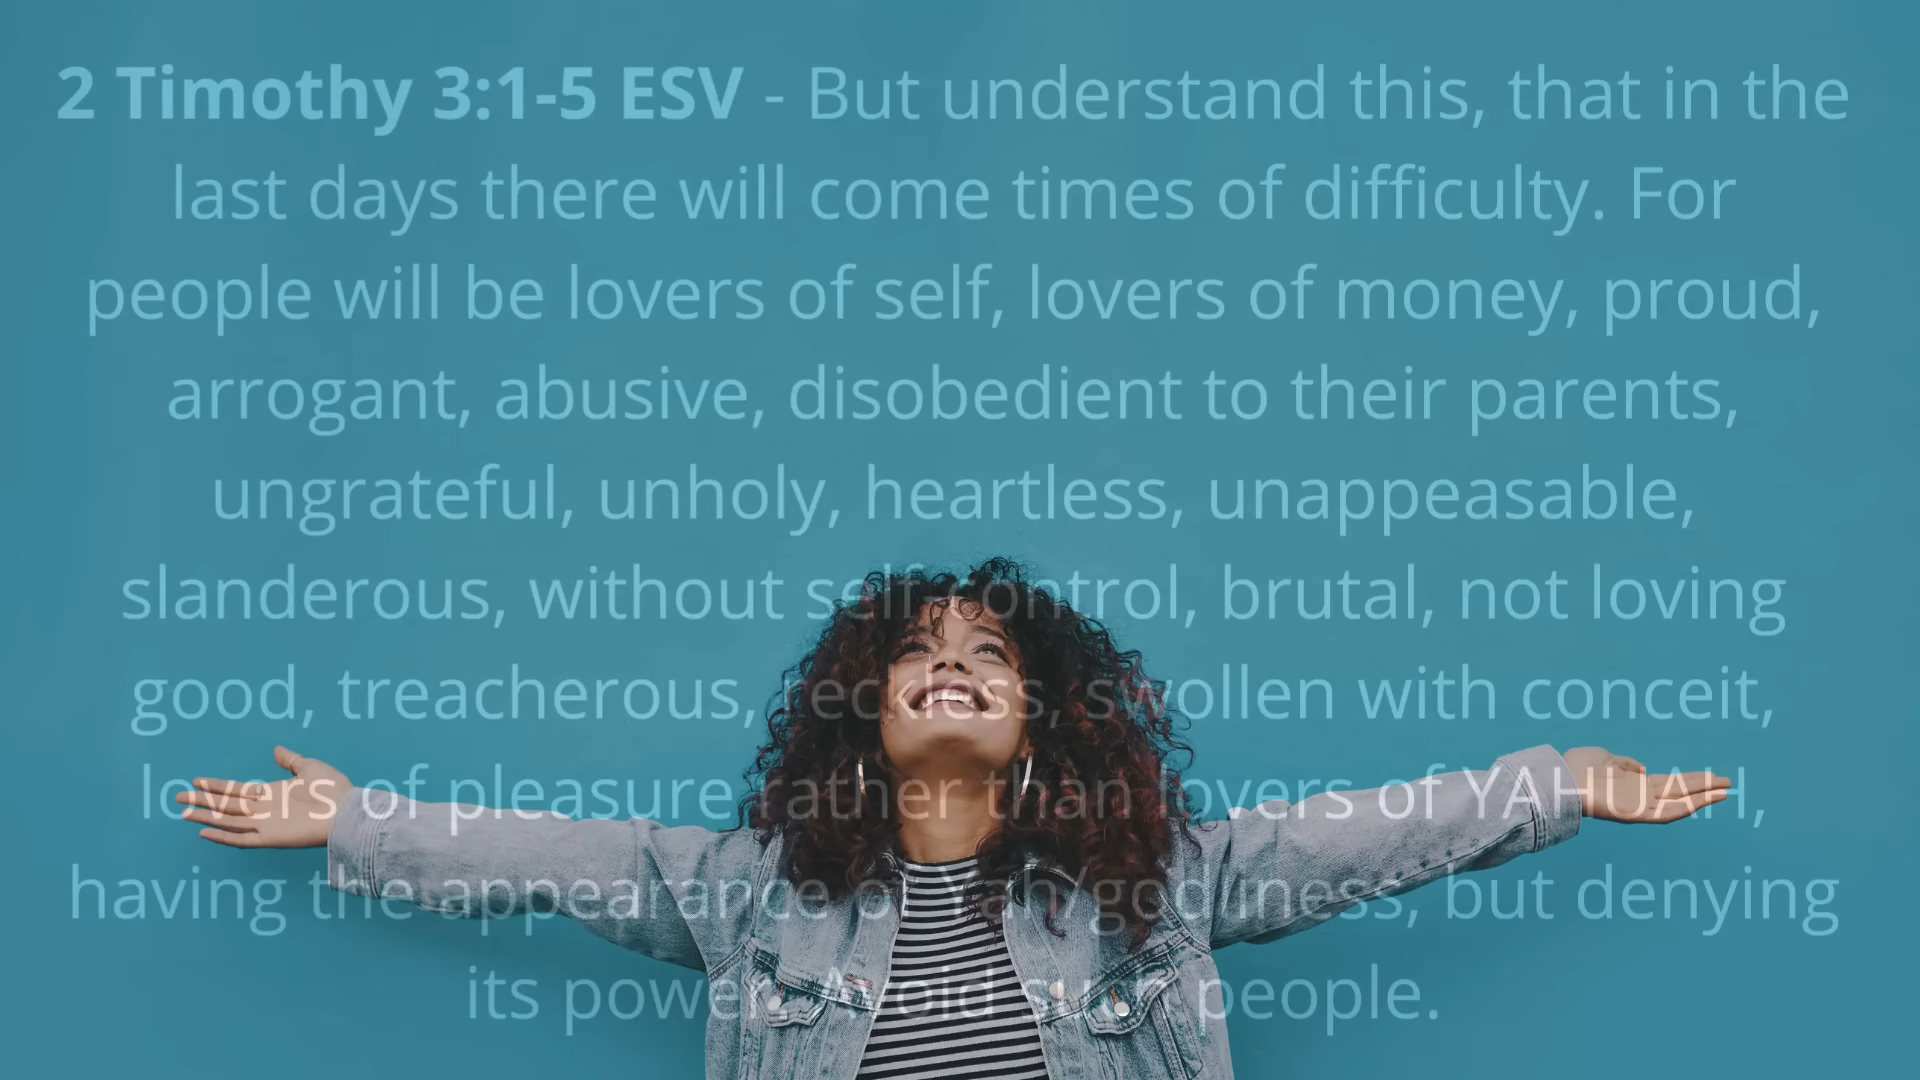 2 Timothy 3:1-5 ESV - But understand this, that in the
last days there will come times of difficulty. For
people will be lovers of self, lovers of money, proud,
arrogant, abusive, disobedient to their parents,
ungrateful, unholy, heartless, unappeasable,
slanderous, without self-control, brutal, not loving
good, treacherous, reckless, swollen with conceit,
lovers of pleasure rather than lovers of YAHUAH,
having the appearance of Yah/godliness, but denying
its power. Avoid such people.